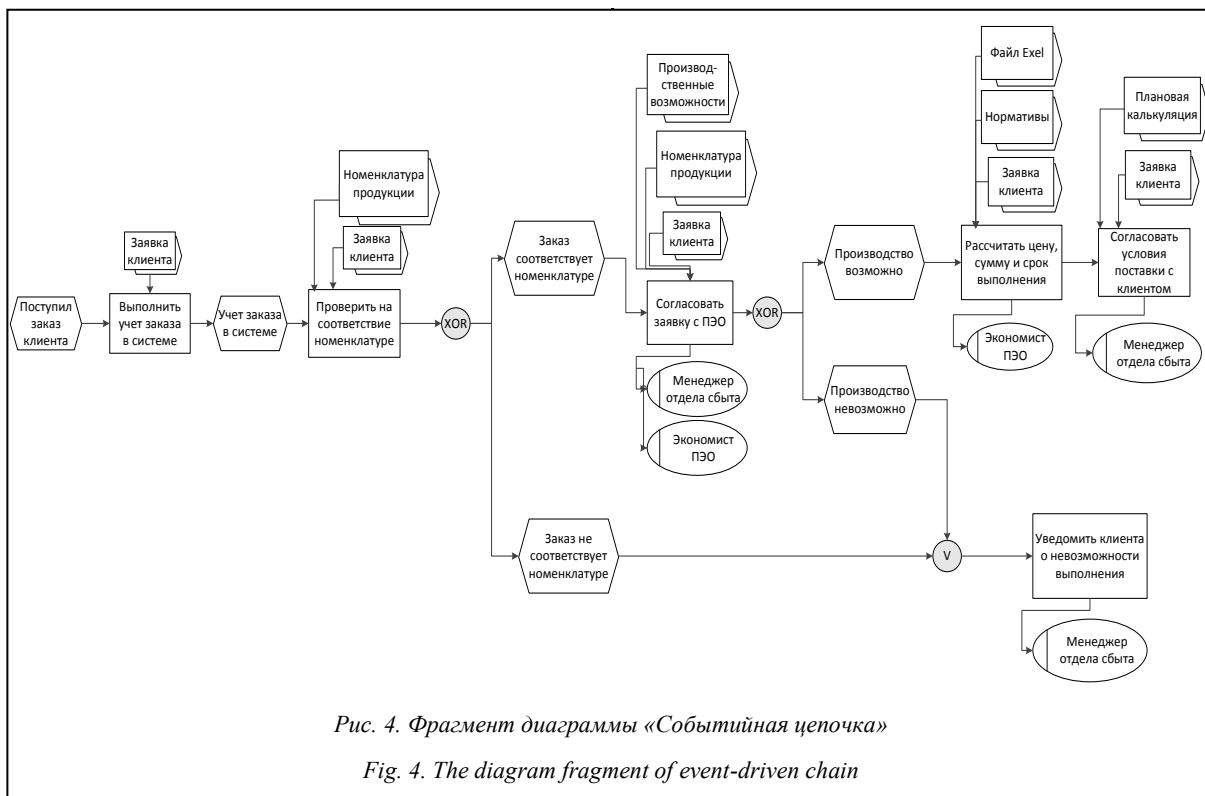 Поступил
заказ
клиента
Заявка
клиента
Выполнить
учет заказа
в системе
Учет заказа
в системе
Номенклатура
продукции
Заявка
клиента
Проверить на
соответствие
номенклатуре
XOR
Заказ
соответствует
номенклатуре
Заказ не
соответствует
номенклатуре
Производ-
ственные
возможности
Номенклатура
продукции
Заявка
клиента
Согласовать
заявку с ПЭО
Менеджер
отдела сбыта
Экономист
ПЭО
XOR
Производство
возможно
Производство
невозможно
Файл Exel
Нормативы
Заявка
клиента
Рассчитать цену,
сумму и срок
выполнения
Экономист
ПЭО
Плановая
калькуляция
Заявка
клиента
Согласовать
условия
поставки с
клиентом
Менеджер
отдела сбыта
V
Уведомить клиента
о невозможности
выполнения
Менеджер
отдела сбыта
Рис. 4. Фрагмент диаграммы «Событийная цепочка»
Fig. 4. The diagram fragment of event-driven chain